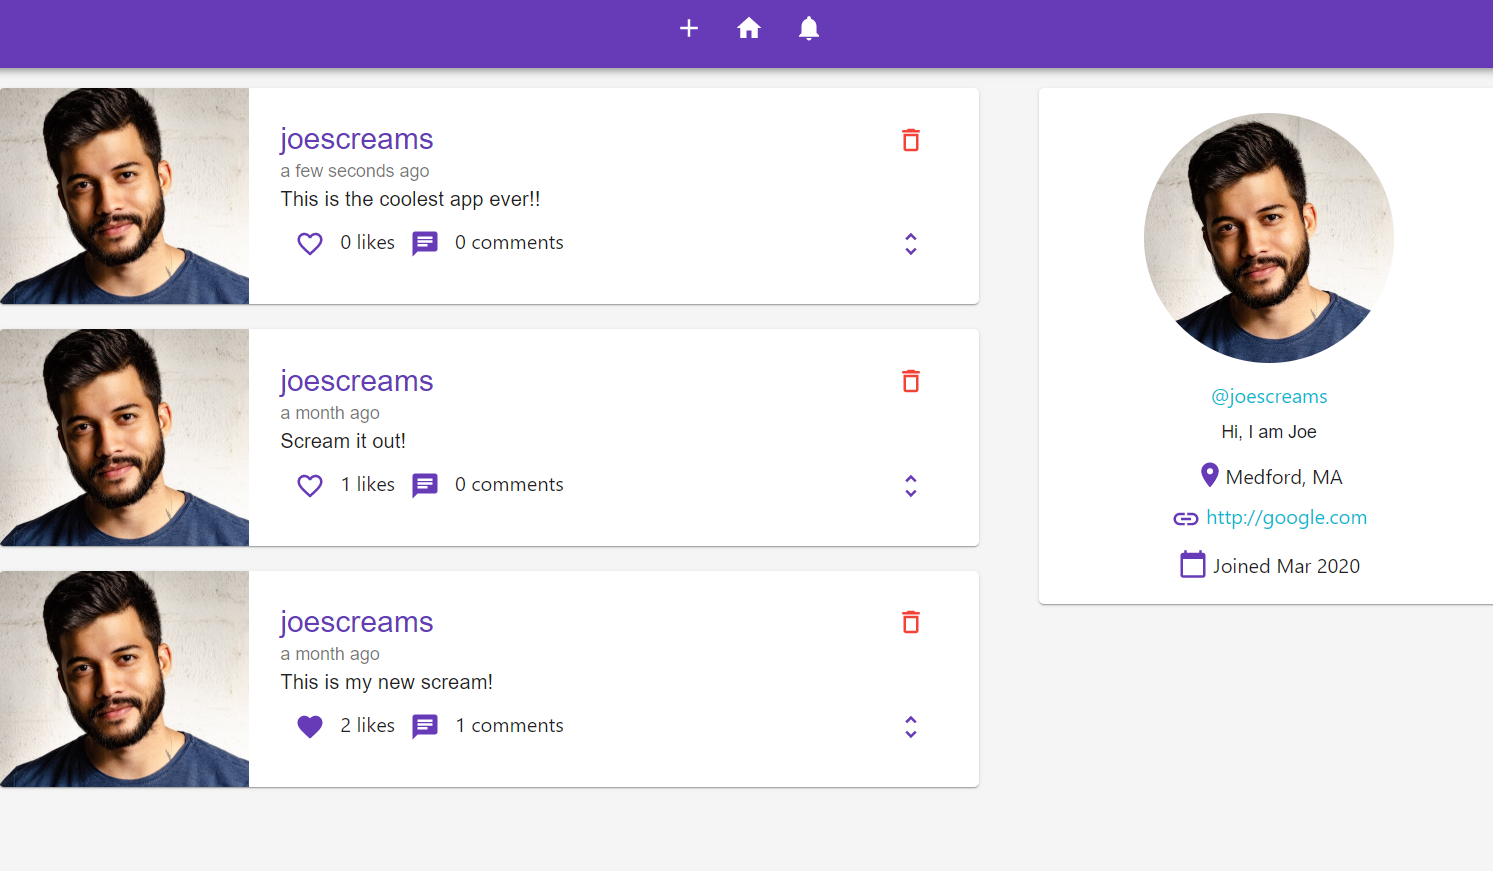 joescreams
a few seconds ago
This is the coolest app ever!!
0 likes 0 comments
joescreams
a month ago
Scream it out!
1 likes 0 comments
joescreams
a month ago
This is my new scream!
2 likes 1 comments
@joescreams
Hi, I am Joe
Medford, MA
http://google.com
Joined Mar 2020